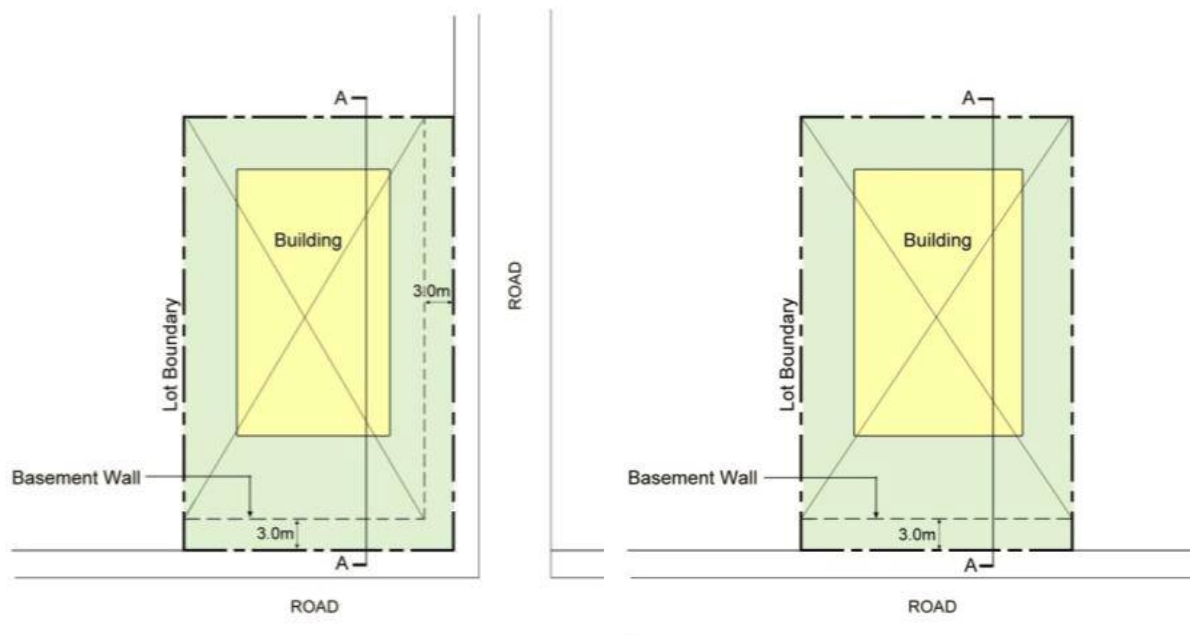 A
Building
3.0m
Lot Boundary
ROAD
Basement Wall
3.0m
A
ROAD
A
Building
Lot Boundary
Basement Wall
3.0m
A
ROAD